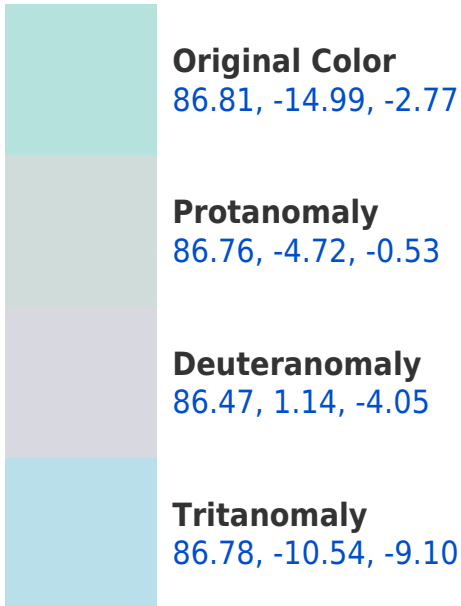 Original Color
86.81, -14.99, -2.77
Protanomaly
86.76, -4.72, -0.53
Deuteranomaly
86.47, 1.14, -4.05
Tritanomaly
86.78, -10.54, -9.10